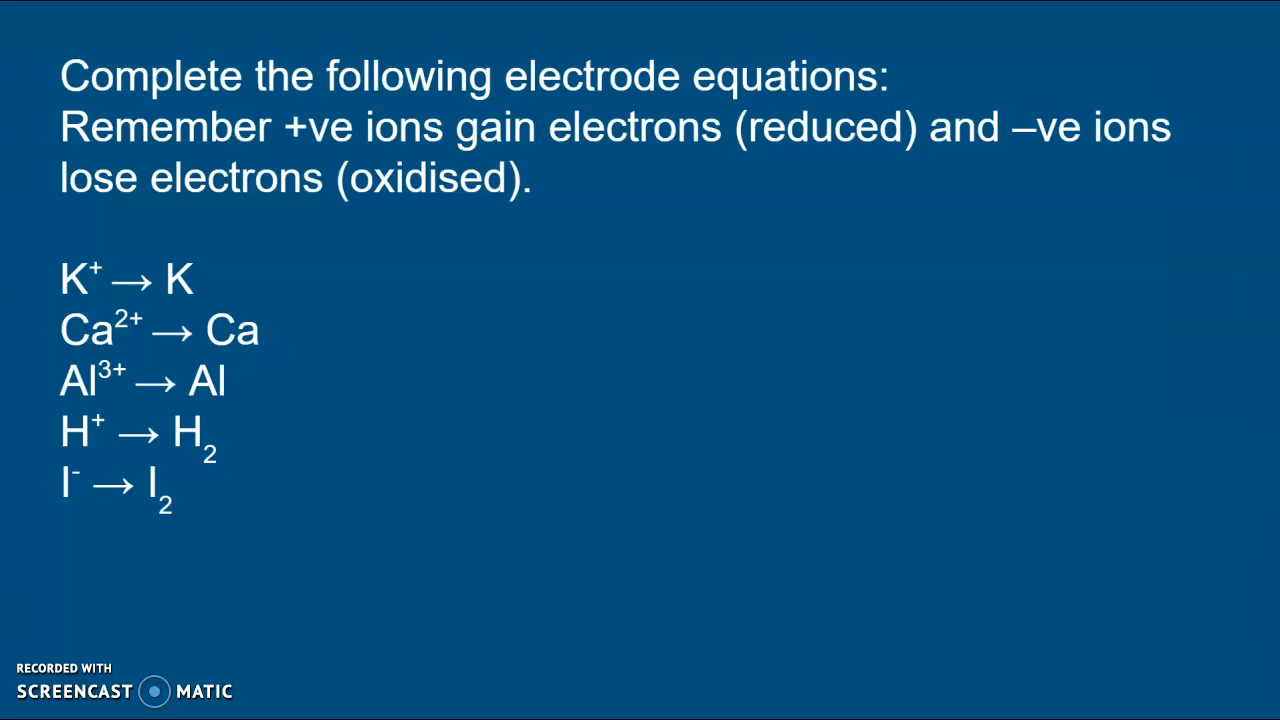 Complete the following electrode equations:
Remember +ve ions gain electrons (reduced) and –ve ions
lose electrons (oxidised).
K⁺ → K
Ca²⁺ → Ca
Al³⁺ → Al
H⁺ → H₂
I⁻ → I₂
RECORDED WITH
SCREENCAST MATIC